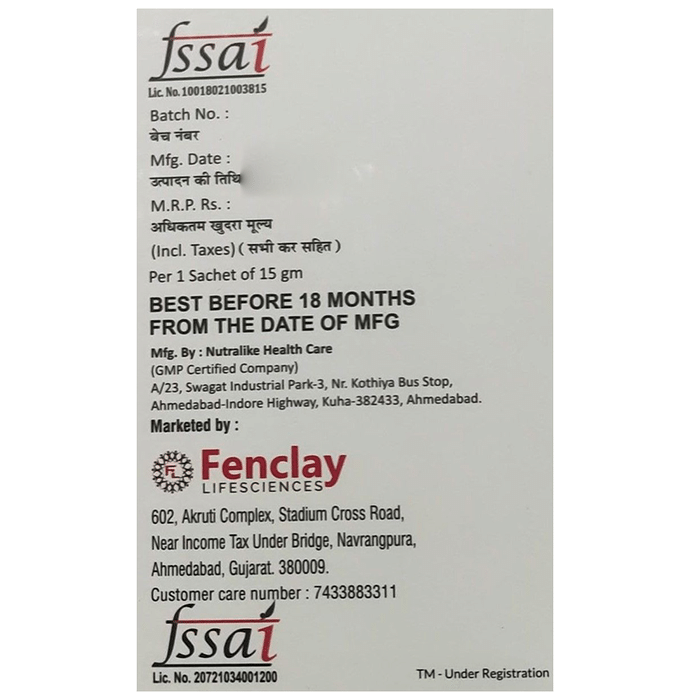 fssai
Lic. No. 10018021003815
Batch No. :
बेच नंबर
Mfg. Date :
उत्पादन की तिथि
M.R.P. Rs. :
अधिकतम खुदरा मूल्य
(Incl. Taxes) ( सभी कर सहित )
Per 1 Sachet of 15 gm
BEST BEFORE 18 MONTHS
FROM THE DATE OF MFG
Mfg. By : Nutralike Health Care
(GMP Certified Company)
A/23, Swagat Industrial Park-3, Nr. Kothiya Bus Stop,
Ahmedabad-Indore Highway, Kuha-382433, Ahmedabad.
Marketed by :
FL Fenclay
LIFESCIENCES
602, Akruti Complex, Stadium Cross Road,
Near Income Tax Under Bridge, Navrangpura,
Ahmedabad, Gujarat. 380009.
Customer care number : 7433883311
fssai
Lic. No. 20721034001200
TM - Under Registration